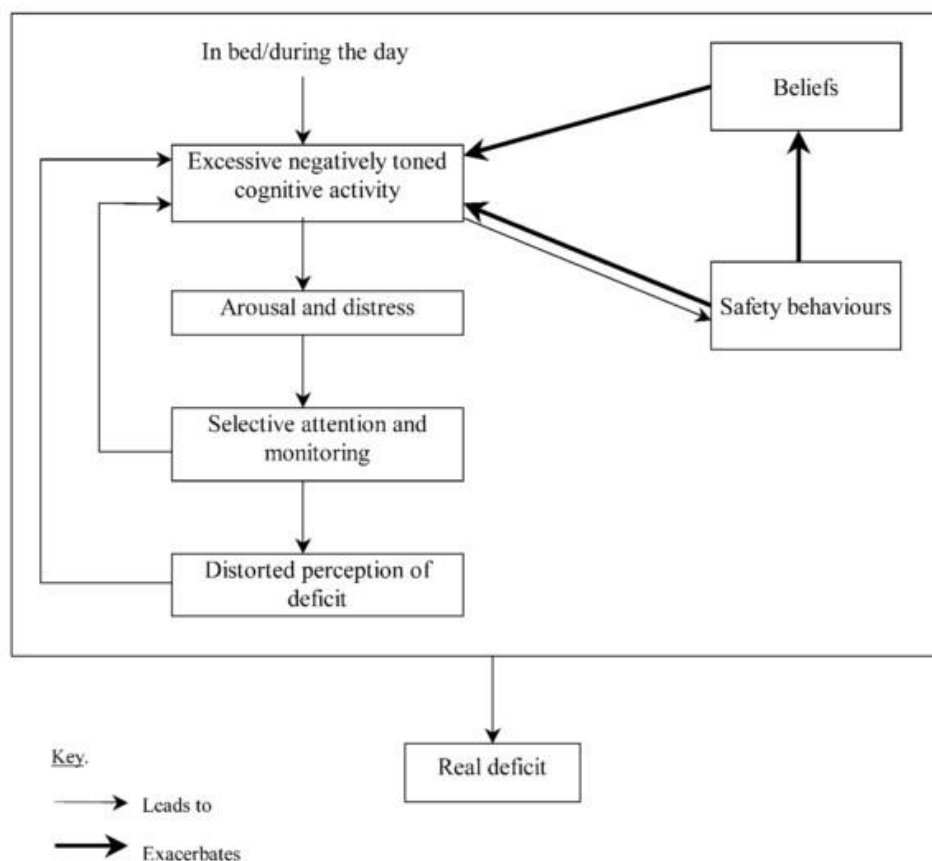 In bed/during the day
Beliefs
Excessive negatively toned
cognitive activity
Arousal and distress
Safety behaviours
Selective attention and
monitoring
Distorted perception of
deficit
Real deficit
Key.
Leads to
Exacerbates